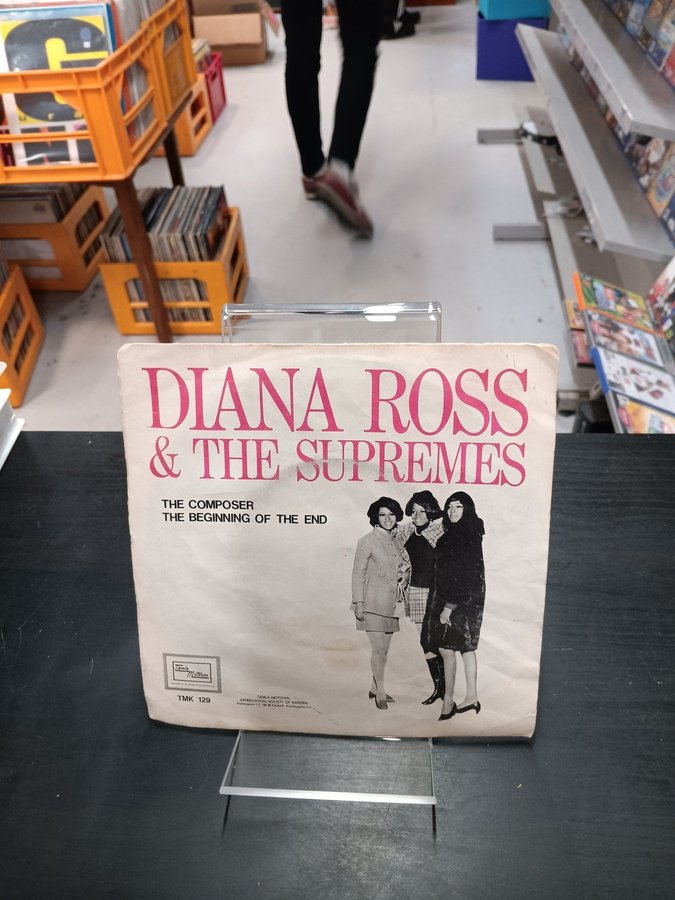 DIANA ROSS
& THE SUPREMES
THE COMPOSER
THE BEGINNING OF THE END
Tamla
Motown
TMK 129
TAMLA-MOTOWN
APPRECIATION SOCIETY OF SWEDEN